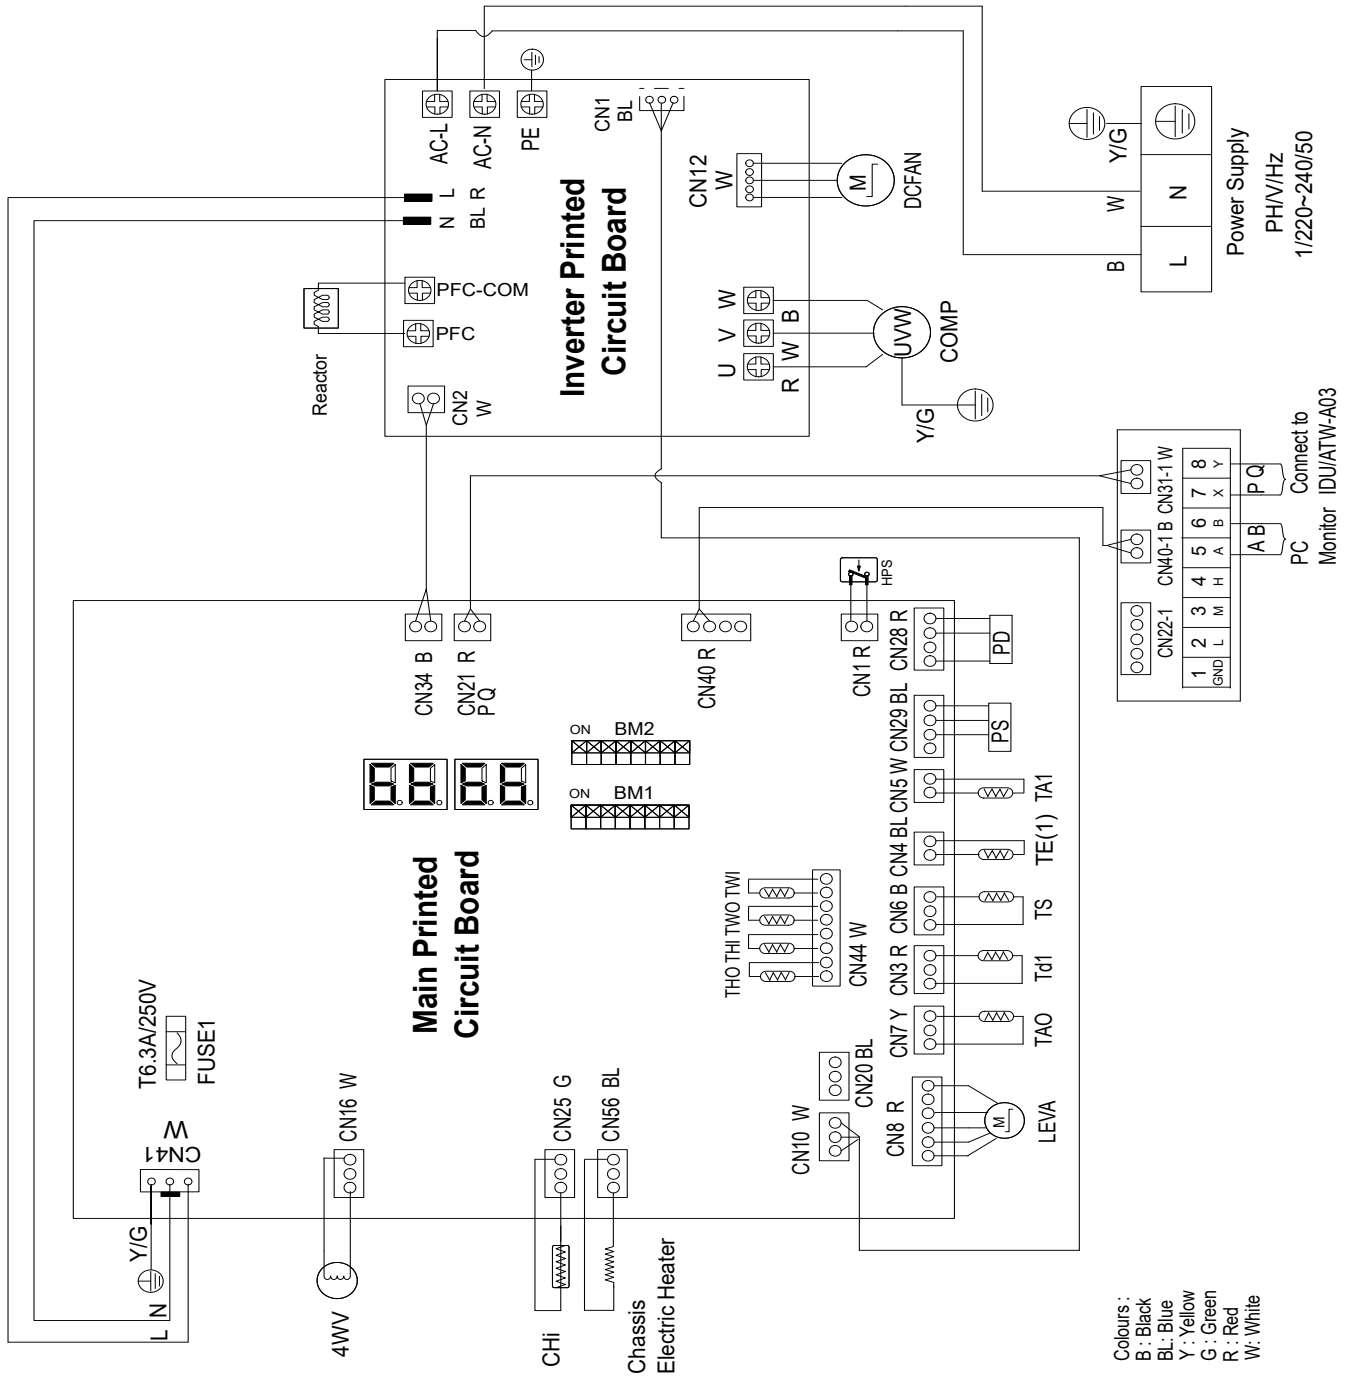 AC-L
AC-N
PE
CN1
BL
L R
N BL
PFC-COM
PFC
Reactor
CN2
W
Inverter Printed
Circuit Board
CN12
W
M
DCFAN
U V W
R W B
UVW
COMP
Y/G
Y/G
W
B
L N
Power Supply
PH/V/Hz
1/220~240/50
CN22-1 CN40-1 B CN31-1 W
1 2 3 4 5 6 7 8
GND L M H A B X Y
A B P Q
PC
Monitor
Connect to
IDU/ATW-A03
CN34 B
CN21 R
P Q
CN40 R
CN1 R
HPS
CN28 R
PD
CN29 BL
PS
CN5 W
TA1
CN4 BL
TE(1)
CN6 B
TS
CN3 R
Td1
CN7 Y
TAO
CN8 R
M
LEVA
CN20 BL
CN10 W
THO THI TWO TWI
CN44 W
ON BM2
ON BM1
Main Printed
Circuit Board
T6.3A/250V
FUSE1
CN41
W
Y/G
L N
CN16 W
4WV
CN25 G
CHi
CN56 BL
Chassis
Electric Heater
Colours :
B : Black
BL: Blue
Y : Yellow
G : Green
R : Red
W: White